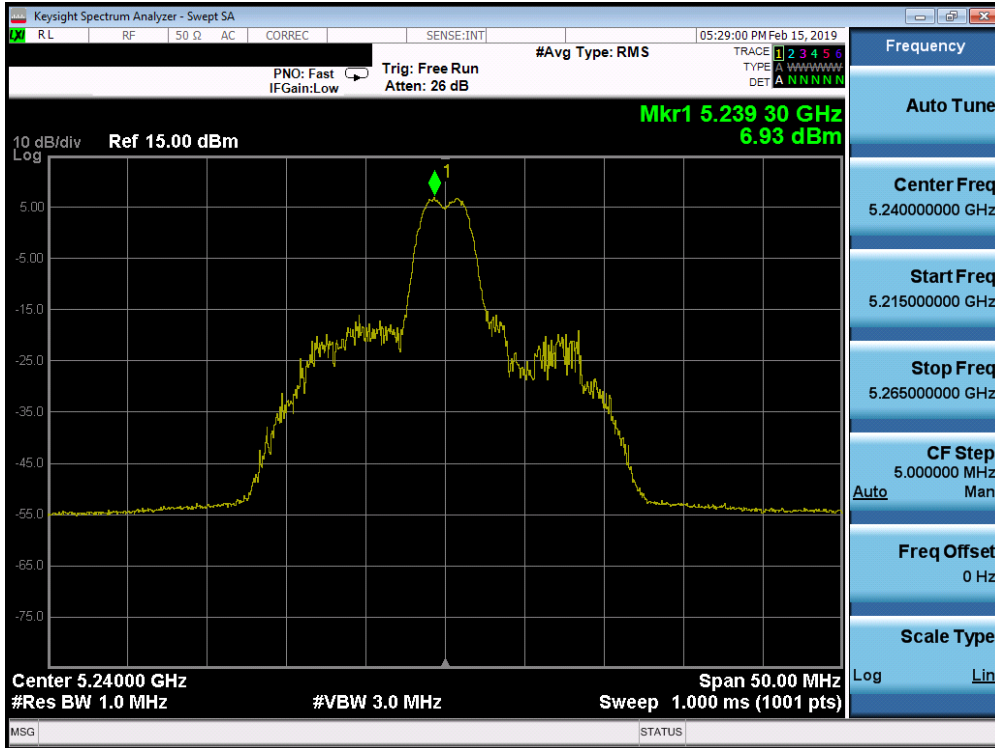 Keysight Spectrum Analyzer - Swept SA
LXI RL RF 50 Ω AC CORREC SENSE:INT 05:29:00 PM Feb 15, 2019
#Avg Type: RMS
TRACE 1 2 3 4 5 6
PNO: Fast Trig: Free Run TYPE A WWWWW
IFGain:Low Atten: 26 dB DET A N N N N N
Mkr1 5.239 30 GHz
10 dB/div Ref 15.00 dBm 6.93 dBm
Log
1
5.00
-5.00
-15.0
-25.0
-35.0
-45.0
-55.0
-65.0
-75.0
Center 5.24000 GHz Span 50.00 MHz
#Res BW 1.0 MHz #VBW 3.0 MHz Sweep 1.000 ms (1001 pts)
MSG STATUS
Frequency
Auto Tune
Center Freq
5.240000000 GHz
Start Freq
5.215000000 GHz
Stop Freq
5.265000000 GHz
CF Step
5.000000 MHz
Auto Man
Freq Offset
0 Hz
Scale Type
Log Lin